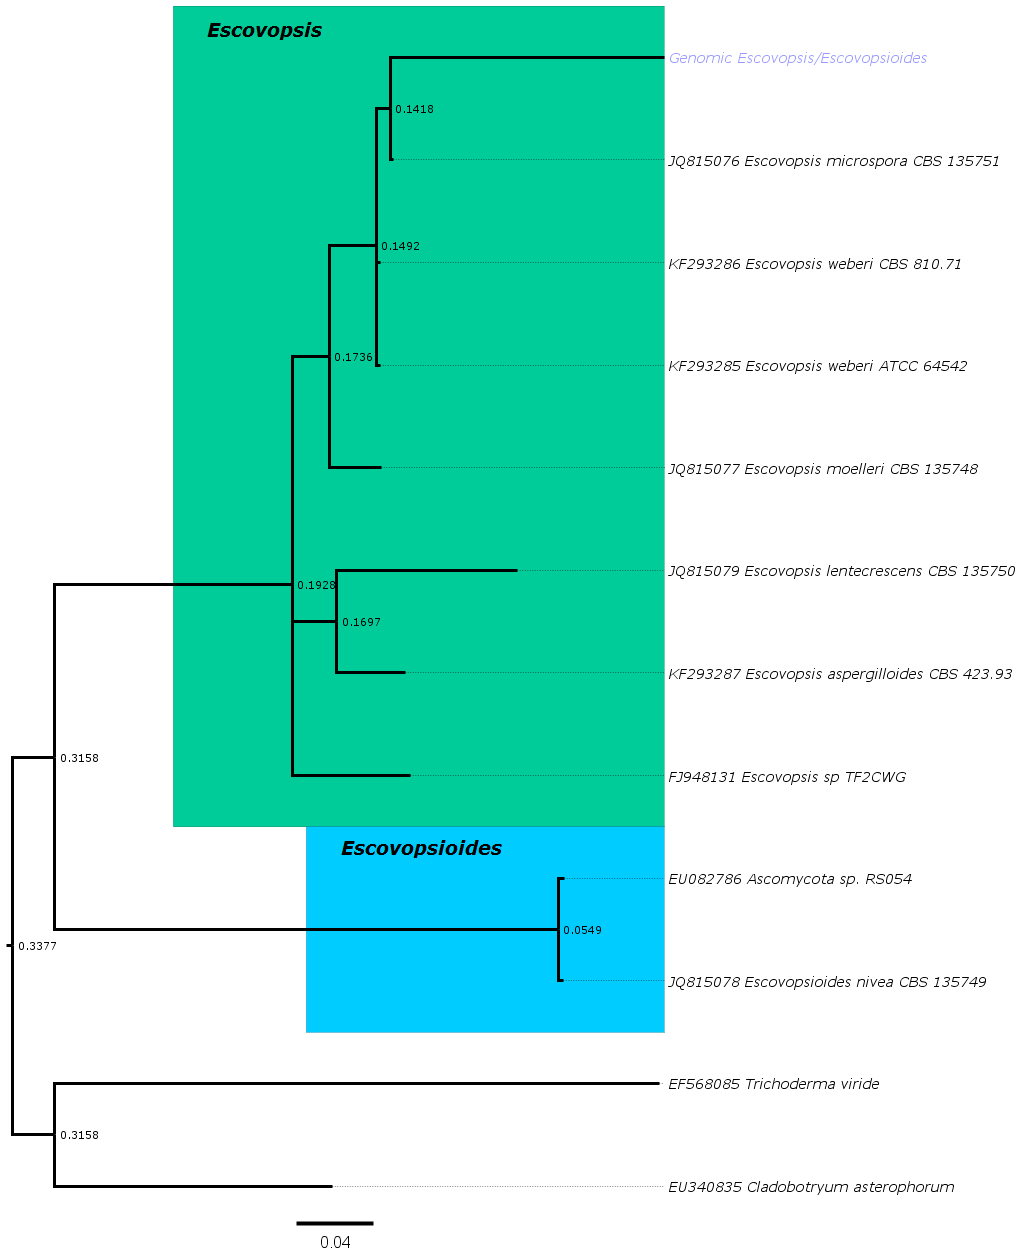 Escovopsis
Genomic Escovopsis/Escovopsioides
0.1418
JQ815076 Escovopsis microspora CBS 135751
0.1492
KF293286 Escovopsis weberi CBS 810.71
0.1736
KF293285 Escovopsis weberi ATCC 64542
JQ815077 Escovopsis moelleri CBS 135748
JQ815079 Escovopsis lentecrescens CBS 135750
0.1928
0.1697
KF293287 Escovopsis aspergilloides CBS 423.93
0.3158
FJ948131 Escovopsis sp TF2CWG
Escovopsioides
EU082786 Ascomycota sp. RS054
0.0549
0.3377
JQ815078 Escovopsioides nivea CBS 135749
EF568085 Trichoderma viride
0.3158
EU340835 Cladobotryum asterophorum
0.04